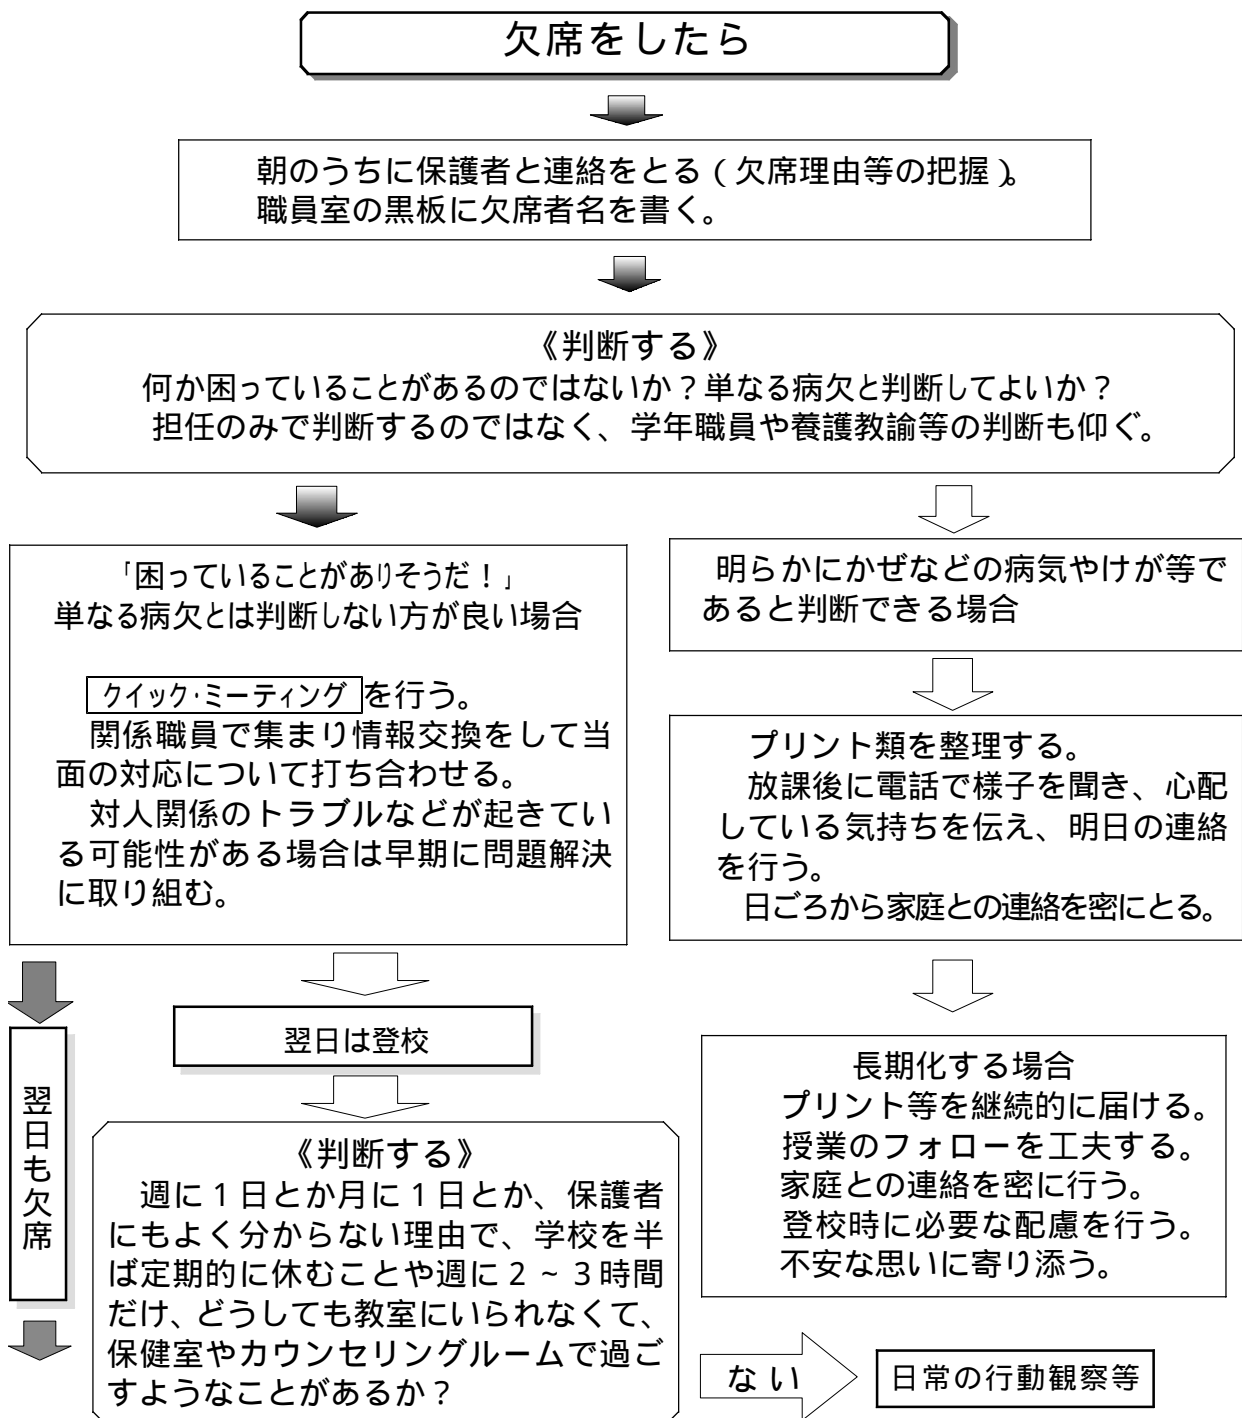 欠席をしたら
朝のうちに保護者と連絡をとる（欠席理由等の把握）。
職員室の黒板に欠席者名を書く。
《判断する》
何か困っていることがあるのではないか？単なる病欠と判断してよいか？
担任のみで判断するのではなく、学年職員や養護教諭等の判断も仰ぐ。
「困っていることがありそうだ！」
単なる病欠とは判断しない方が良い場合
クイック・ミーティングを行う。
関係職員で集まり情報交換をして当
面の対応について打ち合わせる。
対人関係のトラブルなどが起きてい
る可能性がある場合は早期に問題解決
に取り組む。
明らかにかぜなどの病気やけが等で
あると判断できる場合
プリント類を整理する。
放課後に電話で様子を聞き、心配
している気持ちを伝え、明日の連絡
を行う。
日ごろから家庭との連絡を密にとる。
翌日も欠席
翌日は登校
《判断する》
週に１日とか月に１日とか、保護者
にもよく分からない理由で、学校を半
ば定期的に休むことや週に２～３時間
だけ、どうしても教室にいられなくて、
保健室やカウンセリングルームで過ご
すようなことがあるか？
長期化する場合
プリント等を継続的に届ける。
授業のフォローを工夫する。
家庭との連絡を密に行う。
登校時に必要な配慮を行う。
不安な思いに寄り添う。
ない
日常の行動観察等